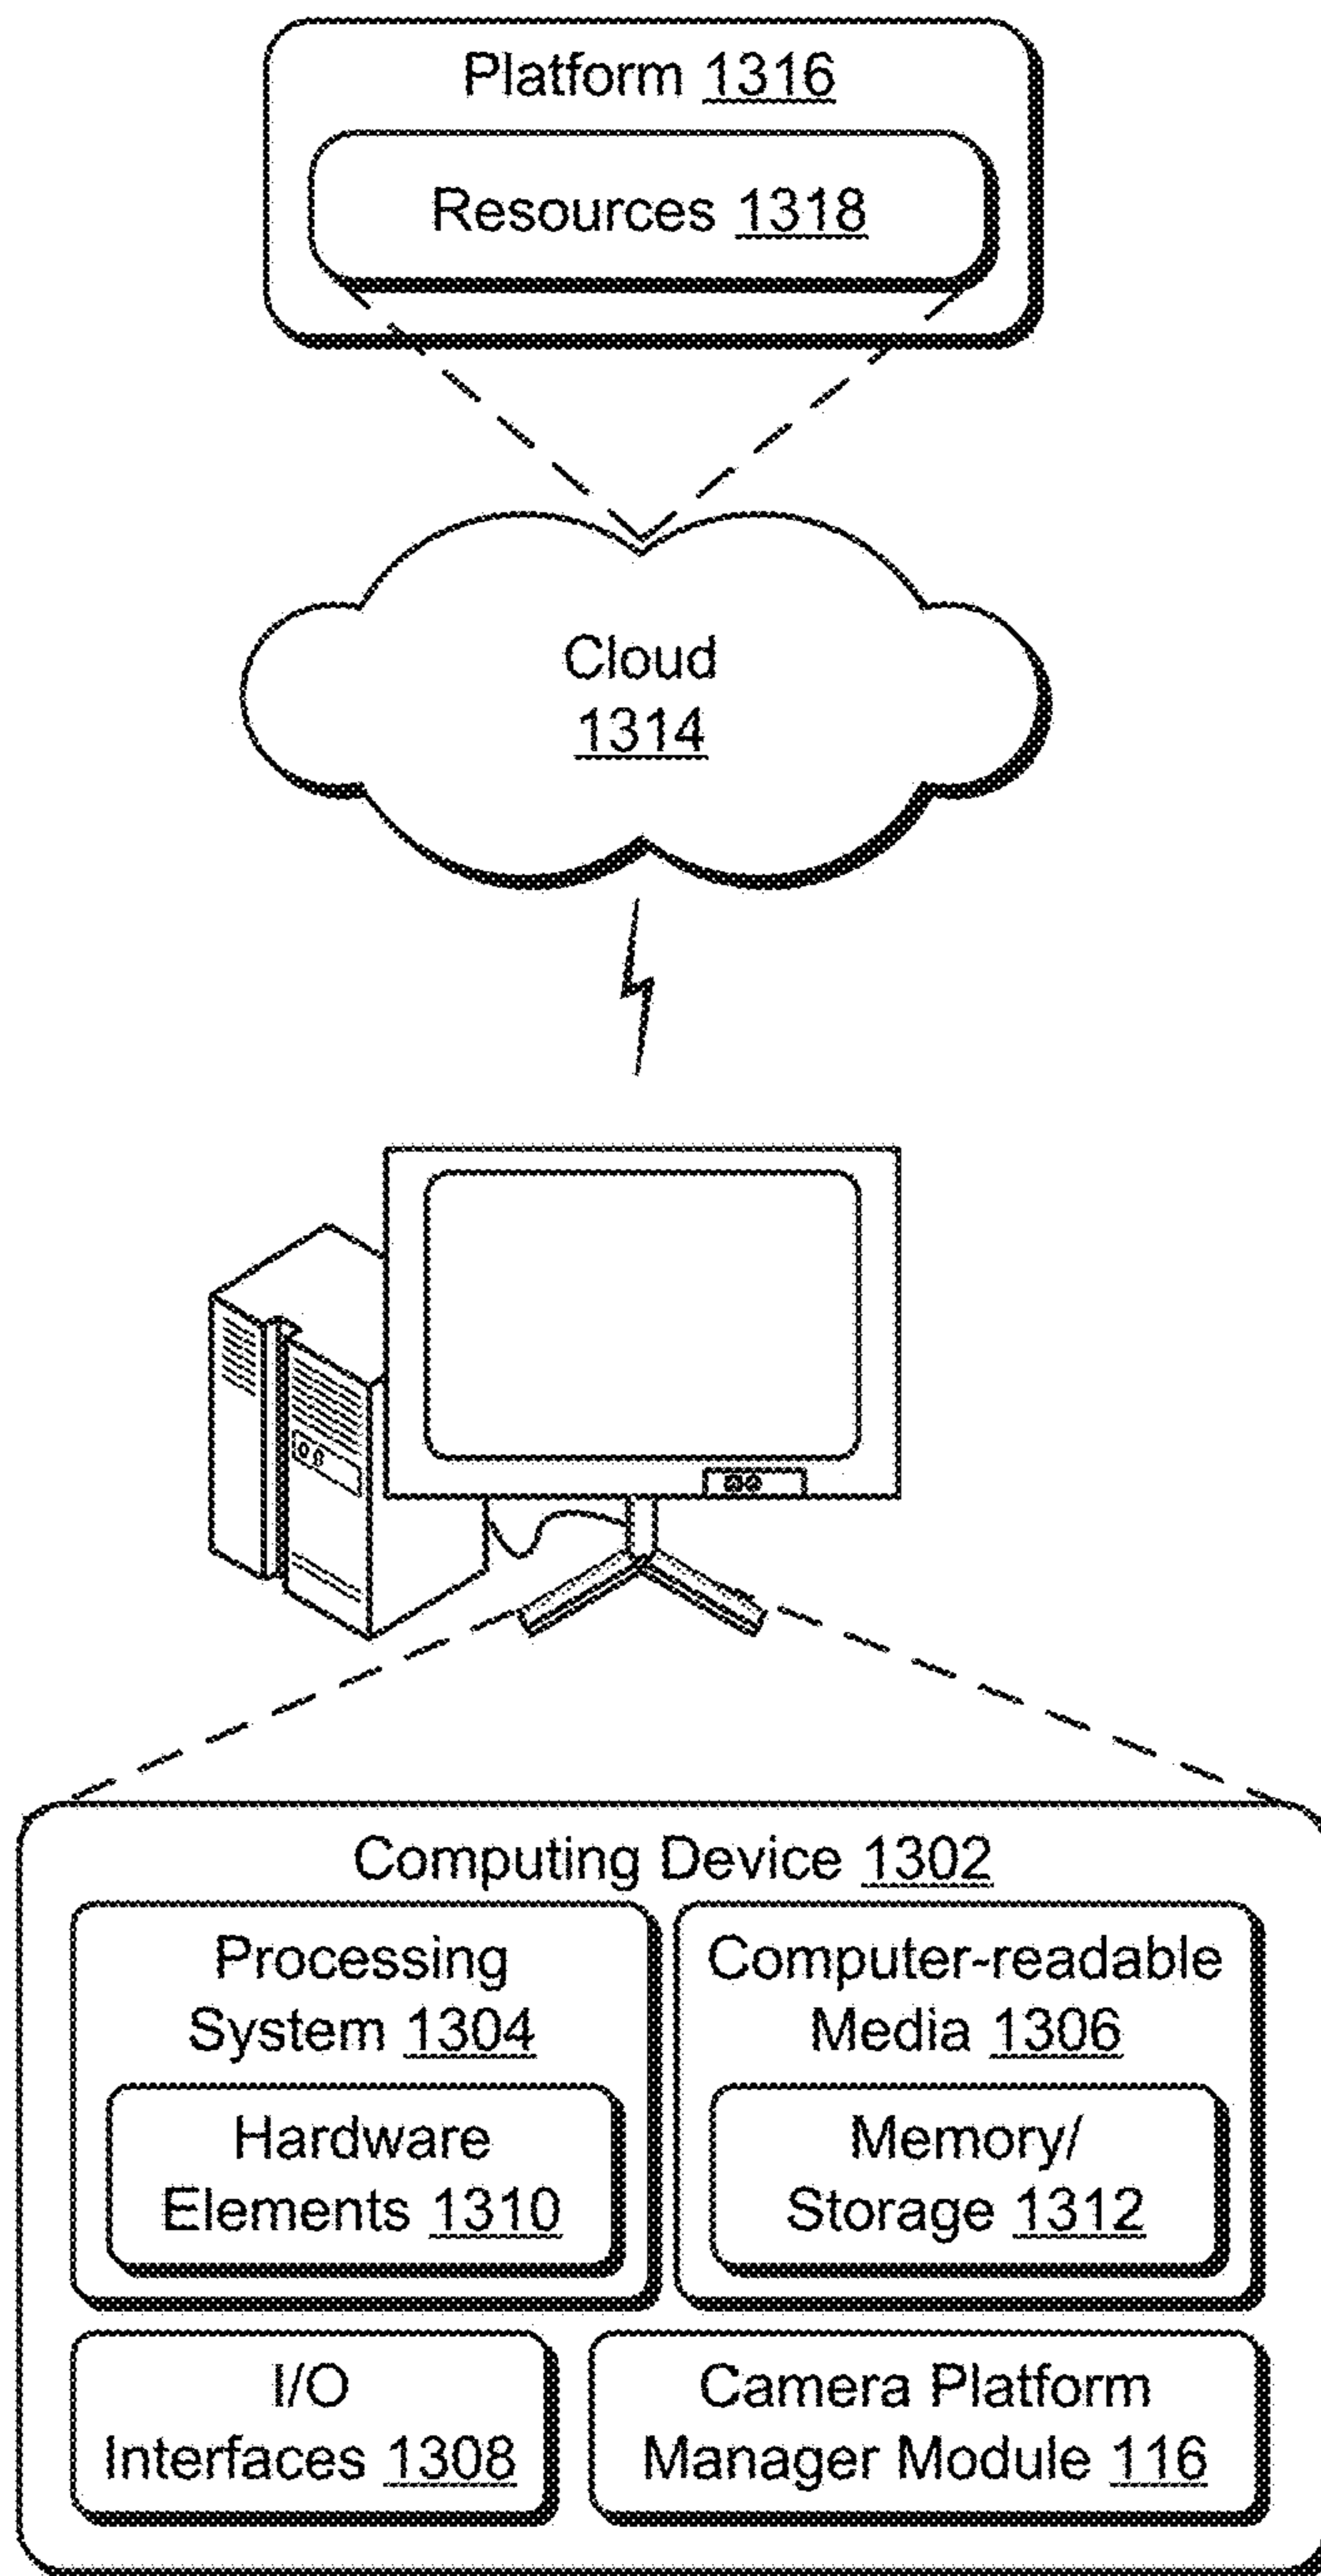 Platform 1316
Resources 1318
Cloud
1314
Computing Device 1302
Processing
System 1304
Hardware
Elements 1310
Computer-readable
Media 1306
Memory/
Storage 1312
I/O
Interfaces 1308
Camera Platform
Manager Module 116